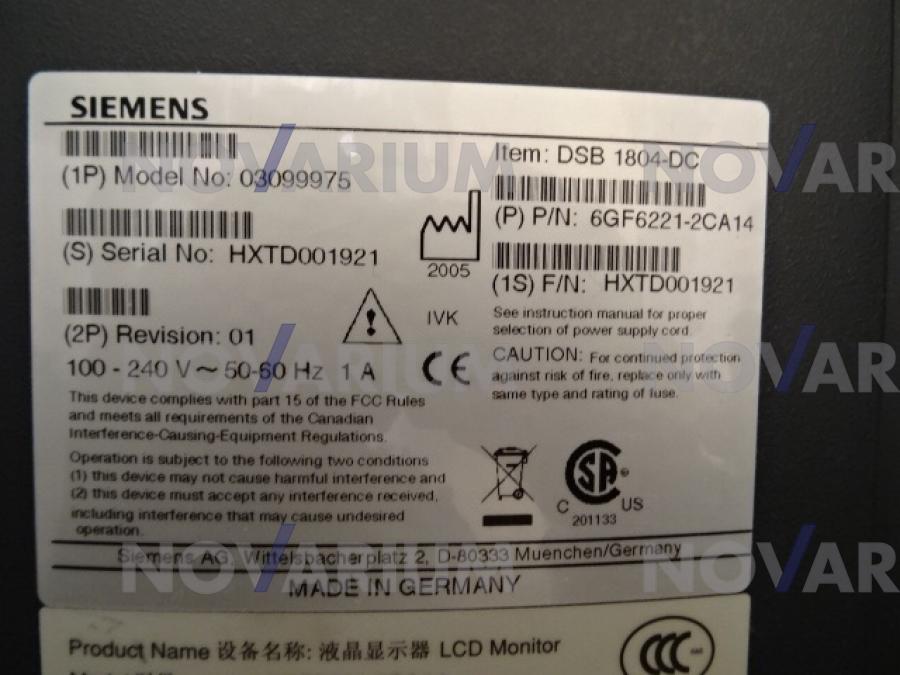 SIEMENS
(1P) Model No: 03099975
(S) Serial No: HXTD001921
(2P) Revision: 01
100 - 240 V ~ 50-60 Hz 1 A
2005
IVK
CE
Item: DSB 1804-DC
(P) P/N: 6GF6221-2CA14
(1S) F/N: HXTD001921
See instruction manual for proper
selection of power supply cord.
CAUTION: For continued protection
against risk of fire, replace only with
same type and rating of fuse.
This device complies with part 15 of the FCC Rules
and meets all requirements of the Canadian
Interference-Causing-Equipment Regulations.
Operation is subject to the following two conditions
(1) this device may not cause harmful interference and
(2) this device must accept any interference received,
including interference that may cause undesired
operation.
SA
C US
201133
Siemens AG, Wittelsbacherplatz 2, D-80333 Muenchen/Germany
MADE IN GERMANY
Product Name 设备名称: 液晶显示器 LCD Monitor
CCC
NOVARIUM
NOVAR
NOVARIUM
NOVAR
NOVARIUM
NOVAR